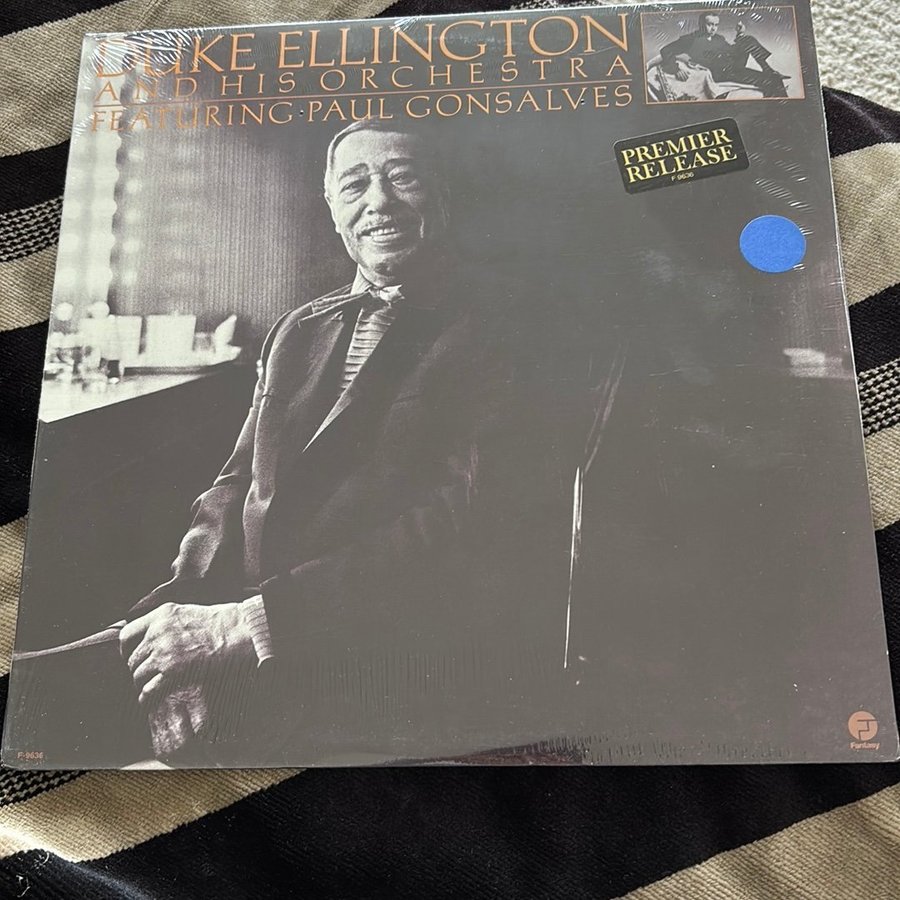 DUKE ELLINGTON
AND HIS ORCHESTRA
FEATURING·PAUL GONSALVES
PREMIER
RELEASE
F 9636
F-9636
Fantasy